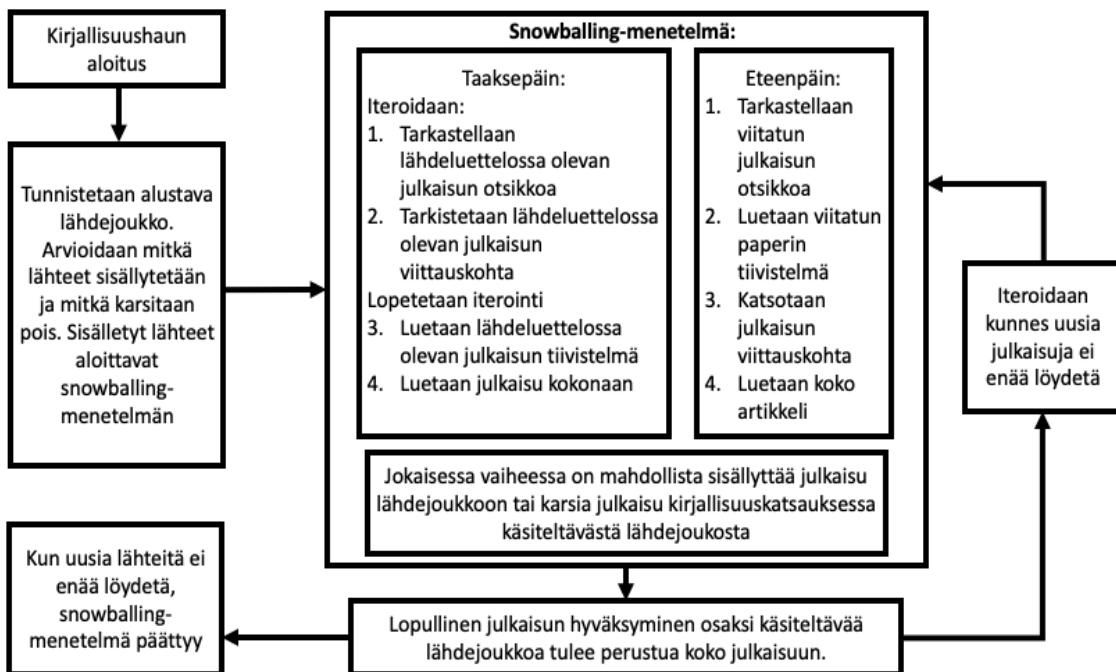 Kirjallisuushaun
aloitus
Tunnistetaan alustava
lähdejoukko.
Arvioidaan mitkä
lähteet sisällytetään
ja mitkä karsitaan
pois. Sisälletyt lähteet
aloittavat
snowballing-
menetelmän
Snowballing-menetelmä:
Taaksepäin:
Iteroidaan:
1. Tarkastellaan
lähdeluettelossa olevan
julkaisun otsikkoa
2. Tarkistetaan lähdeluettelossa
olevan julkaisun
viittauskohta
Lopetetaan iterointi
3. Luetaan lähdeluettelossa
olevan julkaisun tiivistelmä
4. Luetaan julkaisu kokonaan
Eteenpäin:
1. Tarkastellaan
viitatun
julkaisun
otsikkoa
2. Luetaan viitatun
paperin
tiivistelmä
3. Katsotaan
julkaisun
viittauskohta
4. Luetaan koko
artikkeli
Jokaisessa vaiheessa on mahdollista sisällyttää julkaisu
lähdejoukkoon tai karsia julkaisu kirjallisuuskatsauksessa
käsiteltävästä lähdejoukosta
Iteroidaan
kunnes uusia
julkaisuja ei
enää löydetä
Lopullinen julkaisun hyväksyminen osaksi käsiteltävää
lähdejoukkoa tulee perustua koko julkaisuun.
Kun uusia lähteitä ei
enää löydetä,
snowballing-
menetelmä päättyy